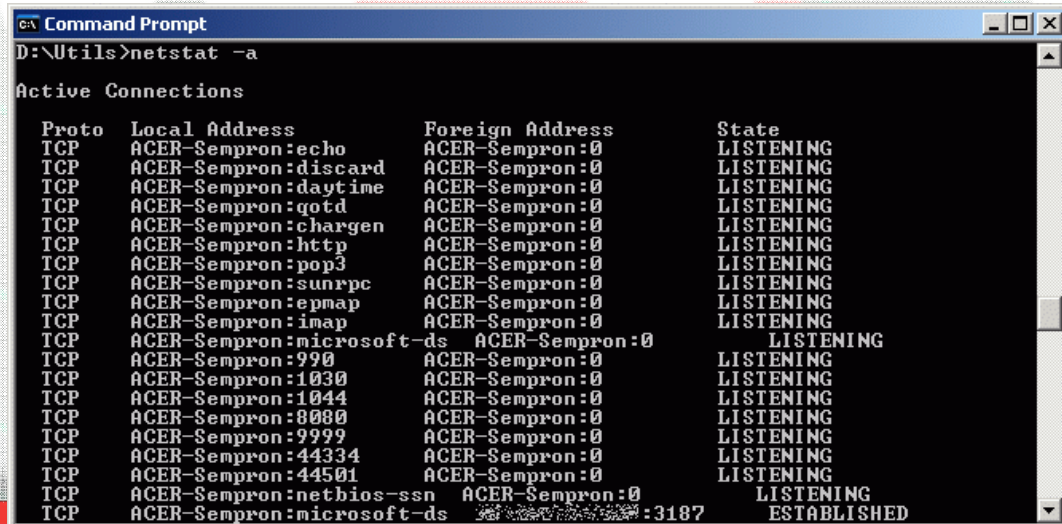 Command Prompt
D:\Utils>netstat -a
Active Connections
Proto  Local Address          Foreign Address        State
TCP    ACER-Sempron:echo      ACER-Sempron:0         LISTENING
TCP    ACER-Sempron:discard   ACER-Sempron:0         LISTENING
TCP    ACER-Sempron:daytime   ACER-Sempron:0         LISTENING
TCP    ACER-Sempron:qotd      ACER-Sempron:0         LISTENING
TCP    ACER-Sempron:chargen   ACER-Sempron:0         LISTENING
TCP    ACER-Sempron:http      ACER-Sempron:0         LISTENING
TCP    ACER-Sempron:pop3      ACER-Sempron:0         LISTENING
TCP    ACER-Sempron:sunrpc    ACER-Sempron:0         LISTENING
TCP    ACER-Sempron:epmap     ACER-Sempron:0         LISTENING
TCP    ACER-Sempron:imap      ACER-Sempron:0         LISTENING
TCP    ACER-Sempron:microsoft-ds  ACER-Sempron:0         LISTENING
TCP    ACER-Sempron:990       ACER-Sempron:0         LISTENING
TCP    ACER-Sempron:1030      ACER-Sempron:0         LISTENING
TCP    ACER-Sempron:1044      ACER-Sempron:0         LISTENING
TCP    ACER-Sempron:8080      ACER-Sempron:0         LISTENING
TCP    ACER-Sempron:9999      ACER-Sempron:0         LISTENING
TCP    ACER-Sempron:44334     ACER-Sempron:0         LISTENING
TCP    ACER-Sempron:44501     ACER-Sempron:0         LISTENING
TCP    ACER-Sempron:netbios-ssn  ACER-Sempron:0         LISTENING
TCP    ACER-Sempron:microsoft-ds  :3187     ESTABLISHED